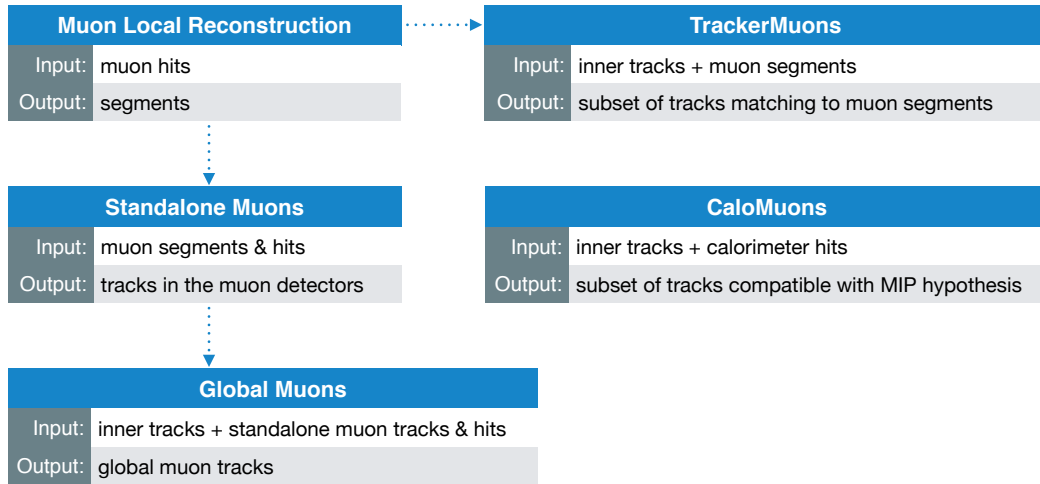 Muon Local Reconstruction
Input: muon hits
Output: segments
TrackerMuons
Input: inner tracks + muon segments
Output: subset of tracks matching to muon segments
Standalone Muons
Input: muon segments & hits
Output: tracks in the muon detectors
CaloMuons
Input: inner tracks + calorimeter hits
Output: subset of tracks compatible with MIP hypothesis
Global Muons
Input: inner tracks + standalone muon tracks & hits
Output: global muon tracks